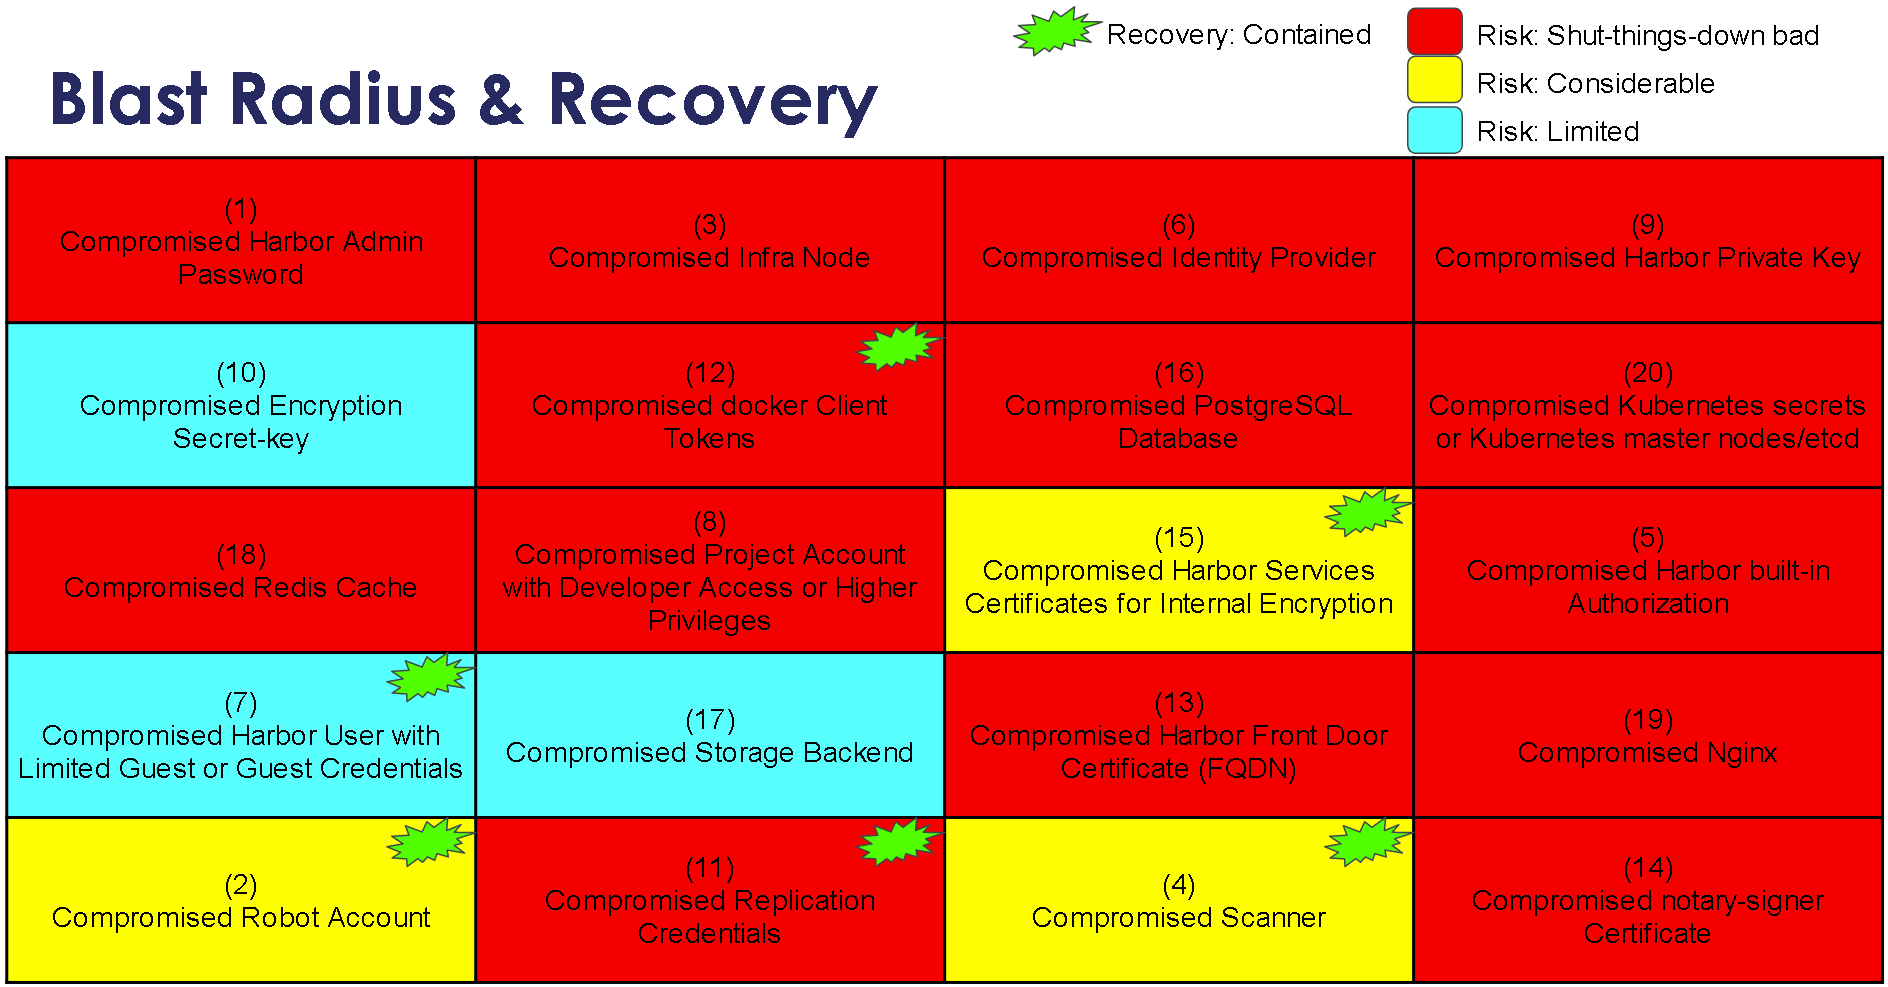 Recovery: Contained
Risk: Shut-things-down bad
Risk: Considerable
Risk: Limited
Blast Radius & Recovery
(1)
Compromised Harbor Admin
Password
(3)
Compromised Infra Node
(6)
Compromised Identity Provider
(9)
Compromised Harbor Private Key
(10)
Compromised Encryption
Secret-key
(12)
Compromised docker Client
Tokens
(16)
Compromised PostgreSQL
Database
(20)
Compromised Kubernetes secrets
or Kubernetes master nodes/etcd
(18)
Compromised Redis Cache
(8)
Compromised Project Account
with Developer Access or Higher
Privileges
(15)
Compromised Harbor Services
Certificates for Internal Encryption
(5)
Compromised Harbor built-in
Authorization
(7)
Compromised Harbor User with
Limited Guest or Guest Credentials
(17)
Compromised Storage Backend
(13)
Compromised Harbor Front Door
Certificate (FQDN)
(19)
Compromised Nginx
(2)
Compromised Robot Account
(11)
Compromised Replication
Credentials
(4)
Compromised Scanner
(14)
Compromised notary-signer
Certificate